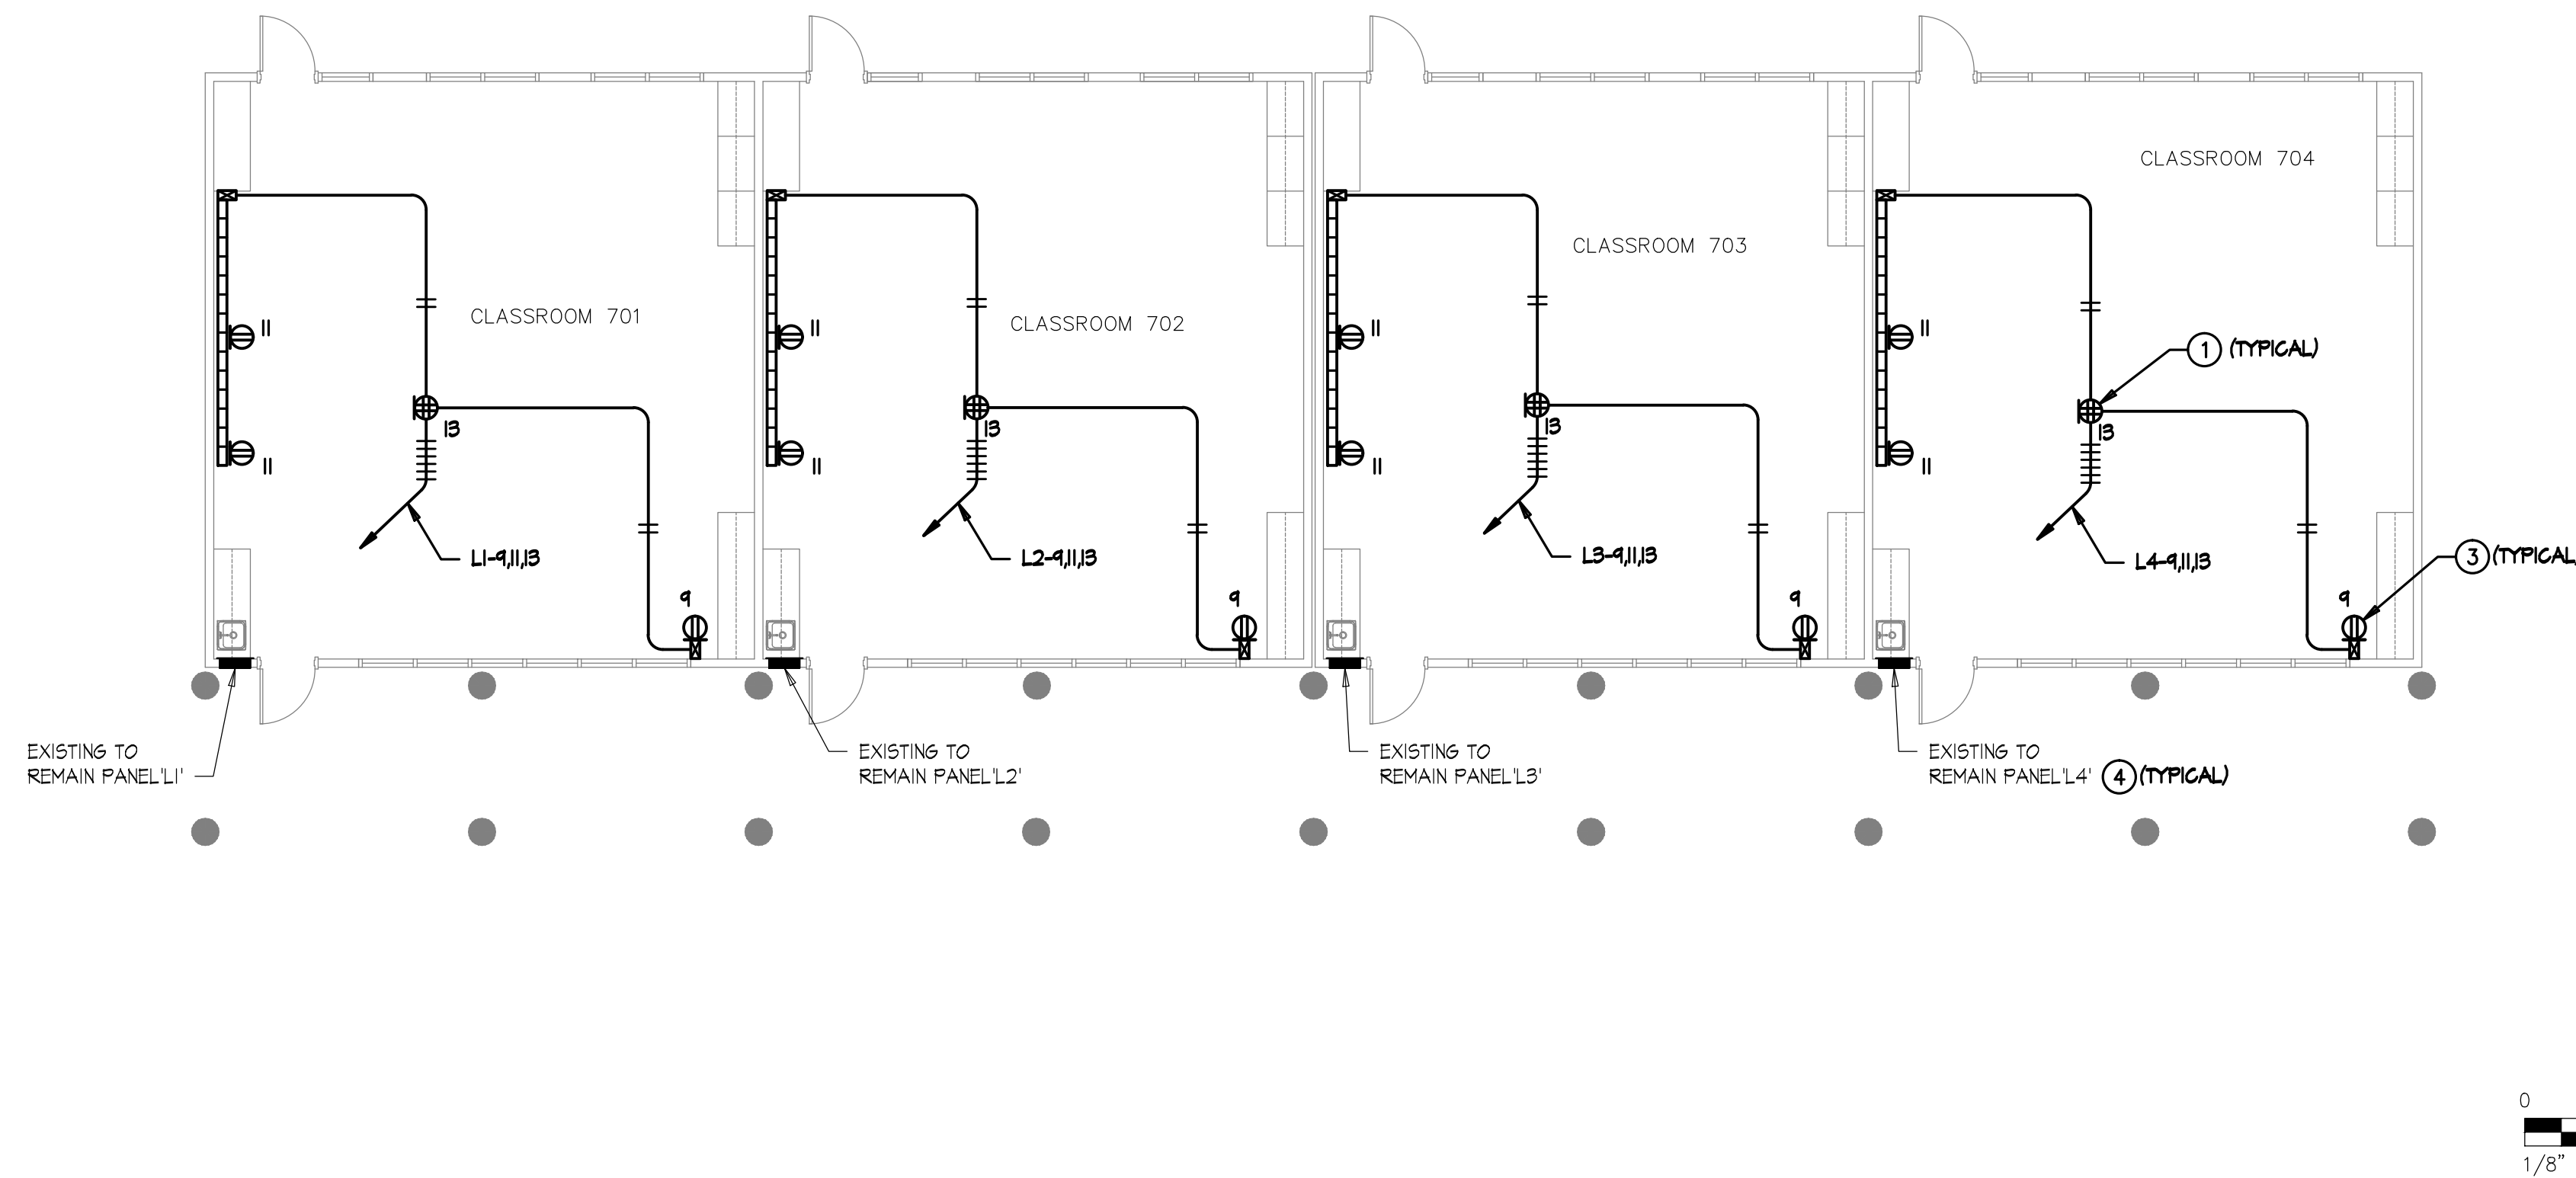 CLASSROOM 704
CLASSROOM 703
CLASSROOM 701
CLASSROOM 702
11
11
11
11
1 (TYPICAL)
13
13
13
13
11
11
11
11
L1-9,11,13
L2-9,11,13
L3-9,11,13
L4-9,11,13
3 (TYPICAL
9
9
9
9
EXISTING TO
REMAIN PANEL'L1'
EXISTING TO
REMAIN PANEL'L2'
EXISTING TO
REMAIN PANEL'L3'
EXISTING TO
REMAIN PANEL'L4' 4 (TYPICAL)
0
1/8"